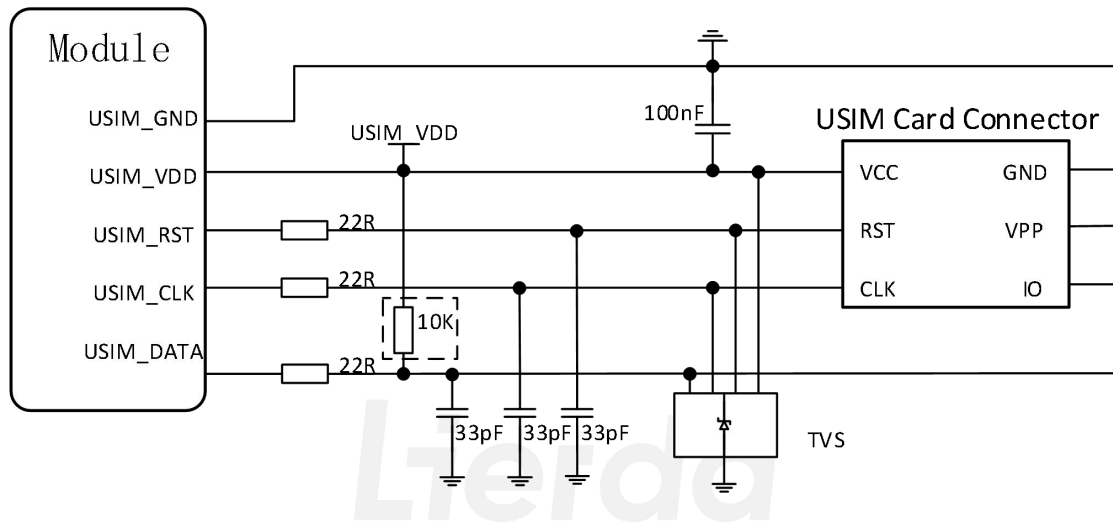 Module
USIM_GND
100nF
USIM Card Connector
USIM_VDD
USIM_VDD
VCC
GND
USIM_RST
22R
RST
VPP
USIM_CLK
22R
CLK
IO
10K
USIM_DATA
22R
33pF
33pF
33pF
TVS
Lierda